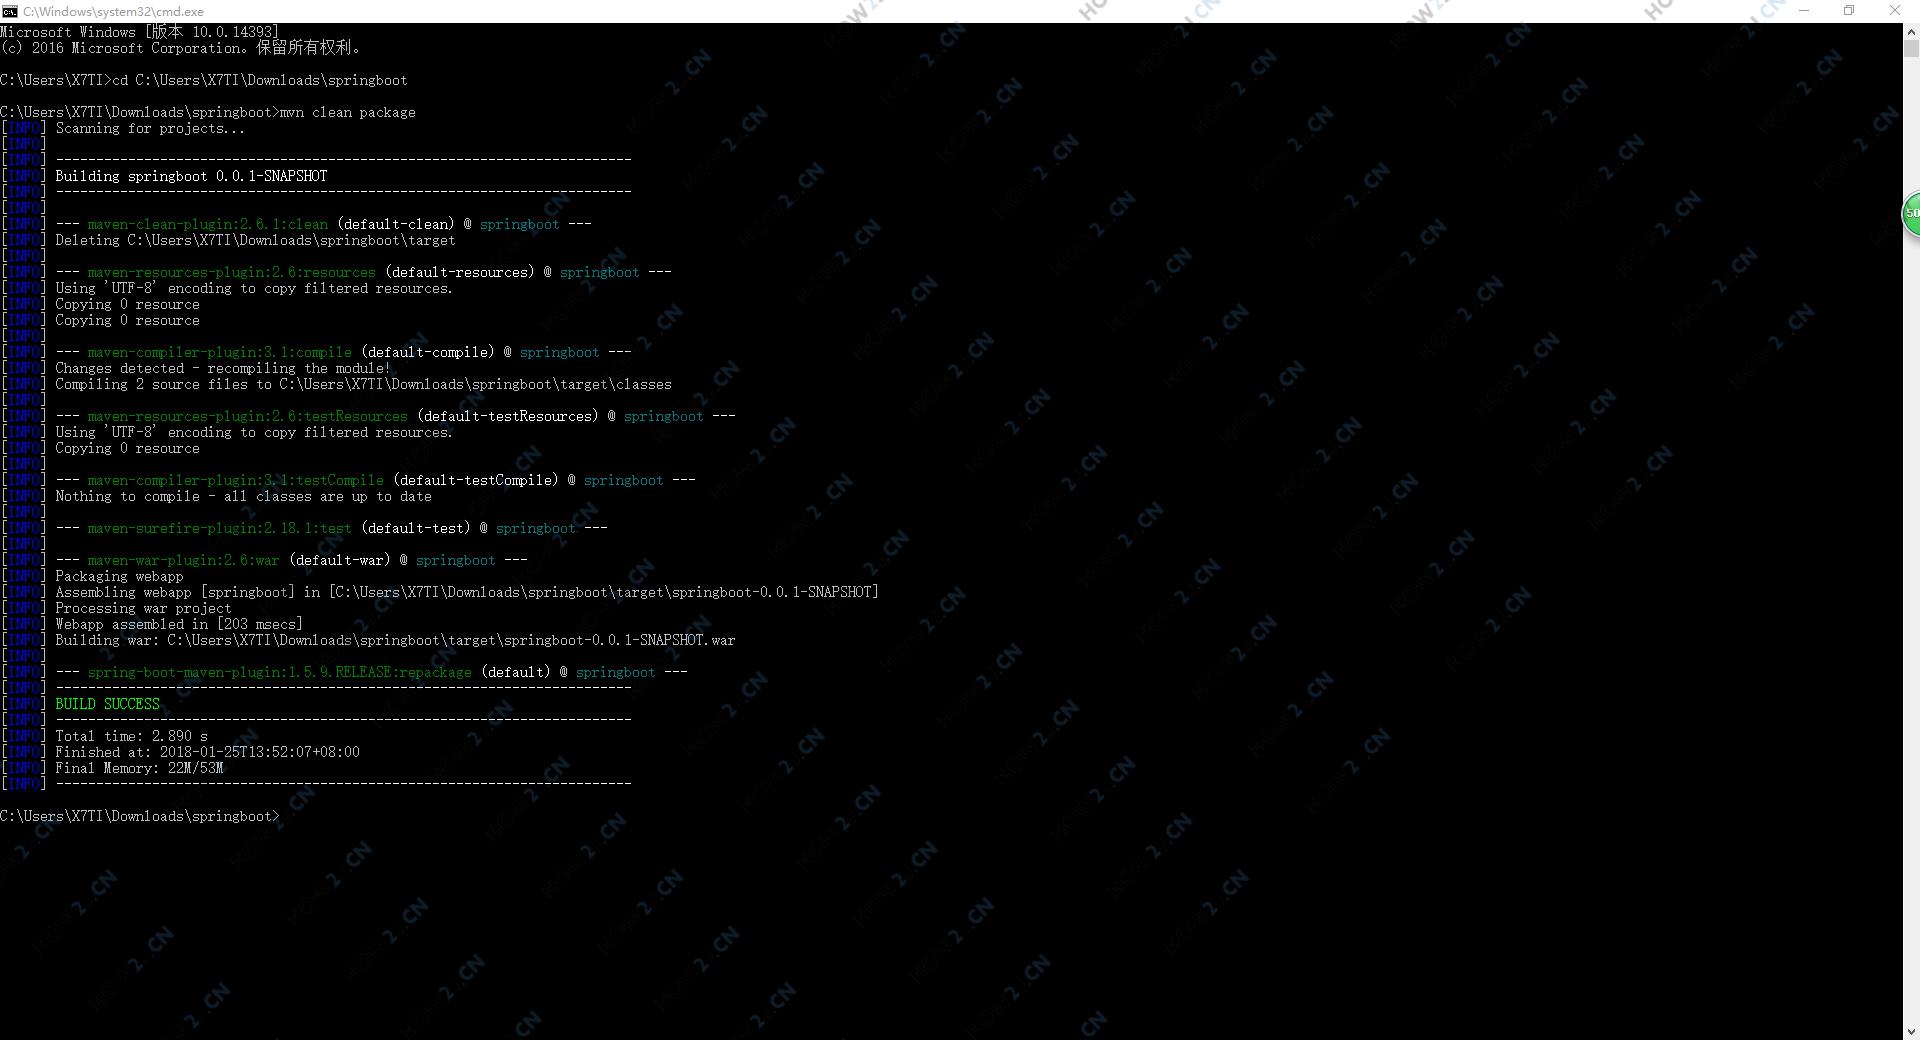 C:\Windows\system32\cmd.exe
Microsoft Windows [版本 10.0.14393]
(c) 2016 Microsoft Corporation。保留所有权利。
C:\Users\X7TI>cd C:\Users\X7TI\Downloads\springboot
C:\Users\X7TI\Downloads\springboot>mvn clean package
[INFO] Scanning for projects...
[INFO]
[INFO] ------------------------------------------------------------------------
[INFO] Building springboot 0.0.1-SNAPSHOT
[INFO] ------------------------------------------------------------------------
[INFO]
[INFO] --- maven-clean-plugin:2.6.1:clean (default-clean) @ springboot ---
[INFO] Deleting C:\Users\X7TI\Downloads\springboot\target
[INFO]
[INFO] --- maven-resources-plugin:2.6:resources (default-resources) @ springboot ---
[INFO] Using 'UTF-8' encoding to copy filtered resources.
[INFO] Copying 0 resource
[INFO] Copying 0 resource
[INFO]
[INFO] --- maven-compiler-plugin:3.1:compile (default-compile) @ springboot ---
[INFO] Changes detected - recompiling the module!
[INFO] Compiling 2 source files to C:\Users\X7TI\Downloads\springboot\target\classes
[INFO]
[INFO] --- maven-resources-plugin:2.6:testResources (default-testResources) @ springboot ---
[INFO] Using 'UTF-8' encoding to copy filtered resources.
[INFO] Copying 0 resource
[INFO]
[INFO] --- maven-compiler-plugin:3.1:testCompile (default-testCompile) @ springboot ---
[INFO] Nothing to compile - all classes are up to date
[INFO]
[INFO] --- maven-surefire-plugin:2.18.1:test (default-test) @ springboot ---
[INFO]
[INFO] --- maven-war-plugin:2.6:war (default-war) @ springboot ---
[INFO] Packaging webapp
[INFO] Assembling webapp [springboot] in [C:\Users\X7TI\Downloads\springboot\target\springboot-0.0.1-SNAPSHOT]
[INFO] Processing war project
[INFO] Webapp assembled in [203 msecs]
[INFO] Building war: C:\Users\X7TI\Downloads\springboot\target\springboot-0.0.1-SNAPSHOT.war
[INFO]
[INFO] --- spring-boot-maven-plugin:1.5.9.RELEASE:repackage (default) @ springboot ---
[INFO] ------------------------------------------------------------------------
[INFO] BUILD SUCCESS
[INFO] ------------------------------------------------------------------------
[INFO] Total time: 2.890 s
[INFO] Finished at: 2018-01-25T13:52:07+08:00
[INFO] Final Memory: 22M/53M
[INFO] ------------------------------------------------------------------------
C:\Users\X7TI\Downloads\springboot>